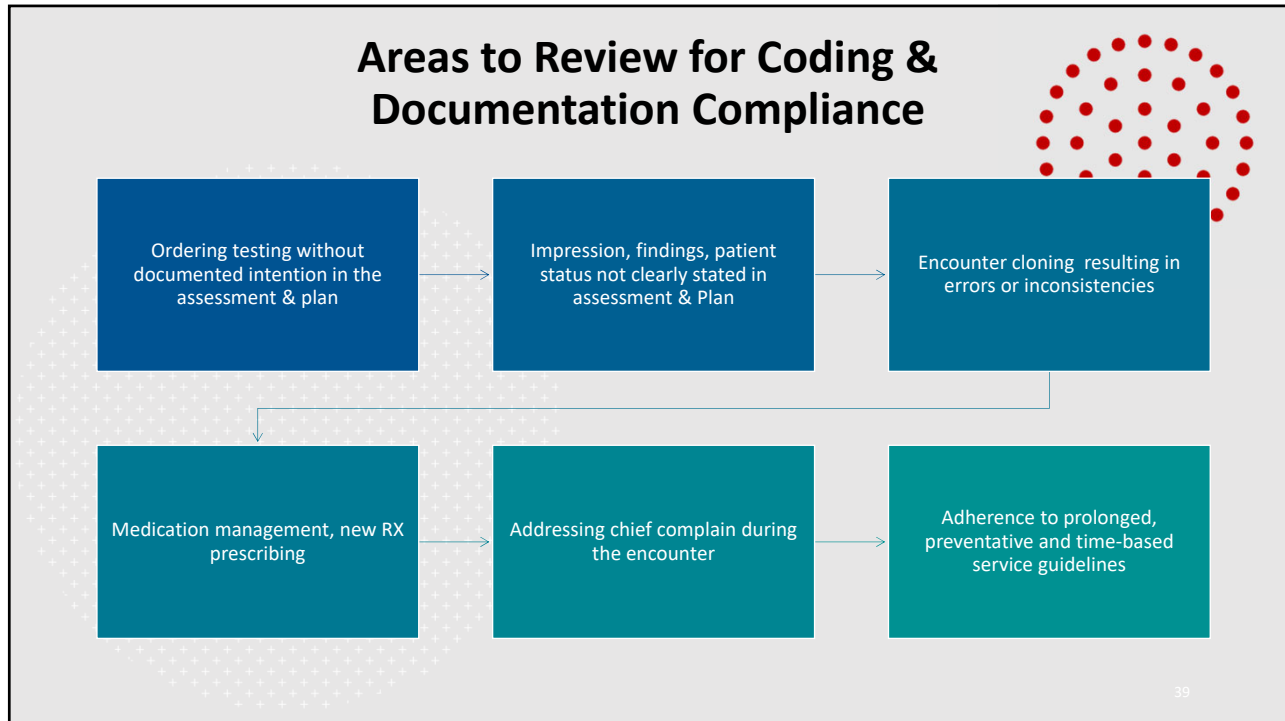 Areas to Review for Coding &
Documentation Compliance
Ordering testing without
documented intention in the
assessment & plan
Impression, findings, patient
status not clearly stated in
assessment & Plan
Encounter cloning resulting in
errors or inconsistencies
Medication management, new RX
prescribing
Addressing chief complain during
the encounter
Adherence to prolonged,
preventative and time-based
service guidelines
39